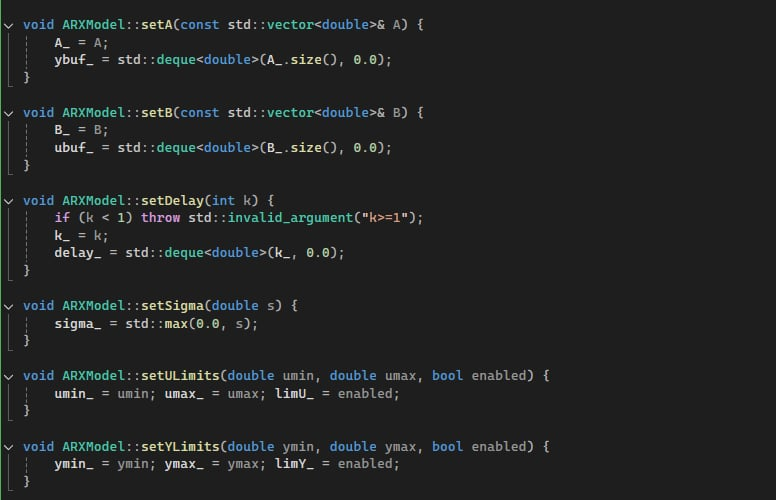 void ARXModel::setA(const std::vector<double>& A) {
    A_ = A;
    ybuf_ = std::deque<double>(A_.size(), 0.0);
}
void ARXModel::setB(const std::vector<double>& B) {
    B_ = B;
    ubuf_ = std::deque<double>(B_.size(), 0.0);
}
void ARXModel::setDelay(int k) {
    if (k < 1) throw std::invalid_argument("k>=1");
    k_ = k;
    delay_ = std::deque<double>(k_, 0.0);
}
void ARXModel::setSigma(double s) {
    sigma_ = std::max(0.0, s);
}
void ARXModel::setULimits(double umin, double umax, bool enabled) {
    umin_ = umin; umax_ = umax; limU_ = enabled;
}
void ARXModel::setYLimits(double ymin, double ymax, bool enabled) {
    ymin_ = ymin; ymax_ = ymax; limY_ = enabled;
}